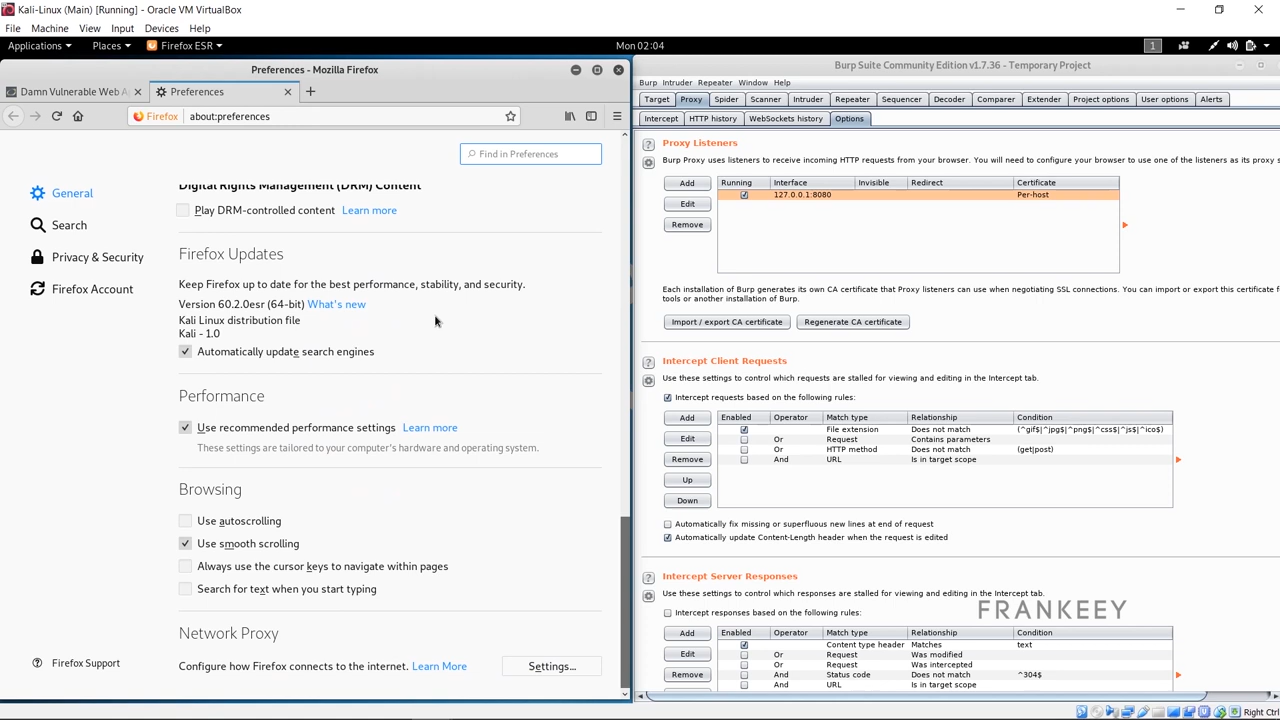 Kali-Linux (Main) [Running] - Oracle VM VirtualBox
File Machine View Input Devices Help
Applications Places Firefox ESR Mon 02:04 1
Preferences - Mozilla Firefox
Damn Vulnerable Web A Preferences
Firefox about:preferences
Find in Preferences
General
Search
Privacy & Security
Firefox Account
Firefox Support
Digital Rights Management (DRM) Content
Play DRM-controlled content Learn more
Firefox Updates
Keep Firefox up to date for the best performance, stability, and security.
Version 60.2.0esr (64-bit) What's new
Kali Linux distribution file
Kali - 1.0
Automatically update search engines
Performance
Use recommended performance settings Learn more
These settings are tailored to your computer's hardware and operating system.
Browsing
Use autoscrolling
Use smooth scrolling
Always use the cursor keys to navigate within pages
Search for text when you start typing
Network Proxy
Configure how Firefox connects to the internet. Learn More Settings...
Burp Suite Community Edition v1.7.36 - Temporary Project
Burp Intruder Repeater Window Help
Target Proxy Spider Scanner Intruder Repeater Sequencer Decoder Comparer Extender Project options User options Alerts
Intercept HTTP history WebSockets history Options
? Proxy Listeners
Burp Proxy uses listeners to receive incoming HTTP requests from your browser. You will need to configure your browser to use one of the listeners as its proxy s
Add Running Interface Invisible Redirect Certificate
127.0.0.1:8080 Per-host
Edit
Remove
Each installation of Burp generates its own CA certificate that Proxy listeners can use when negotiating SSL connections. You can import or export this certificate for
tools or another installation of Burp.
Import / export CA certificate Regenerate CA certificate
? Intercept Client Requests
Use these settings to control which requests are stalled for viewing and editing in the Intercept tab.
Intercept requests based on the following rules:
Add Enabled Operator Match type Relationship Condition
File extension Does not match (^gif$|^jpg$|^png$|^css$|^js$|^ico$)
Edit Or Request Contains parameters
Or HTTP method Does not match (get|post)
Remove And URL Is in target scope
Up
Down
Automatically fix missing or superfluous new lines at end of request
Automatically update Content-Length header when the request is edited
? Intercept Server Responses
Use these settings to control which responses are stalled for viewing and editing in the Intercept tab.
Intercept responses based on the following rules:
FRANKEEY
Add Enabled Operator Match type Relationship Condition
Content type header Matches text
Edit Or Request Was modified
Or Request Was intercepted
Remove And Status code Does not match ^304$
And URL Is in target scope
Right Ctrl